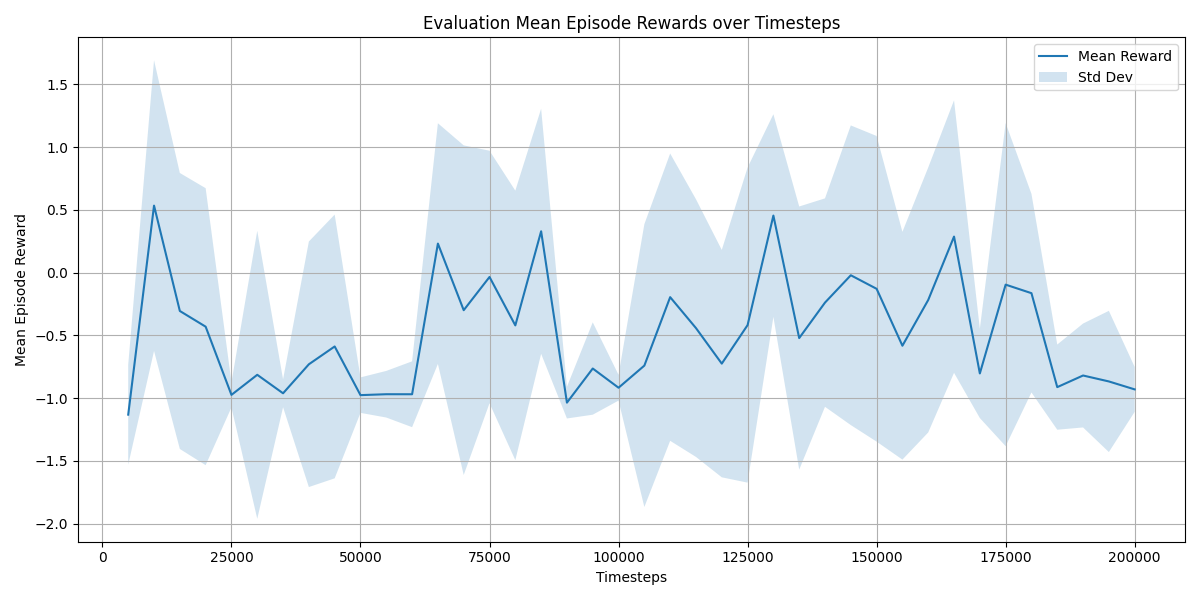 Evaluation Mean Episode Rewards over Timesteps
Mean Reward
Std Dev
Mean Episode Reward
1.5
1.0
0.5
0.0
−0.5
−1.0
−1.5
−2.0
0 25000 50000 75000 100000 125000 150000 175000 200000
Timesteps